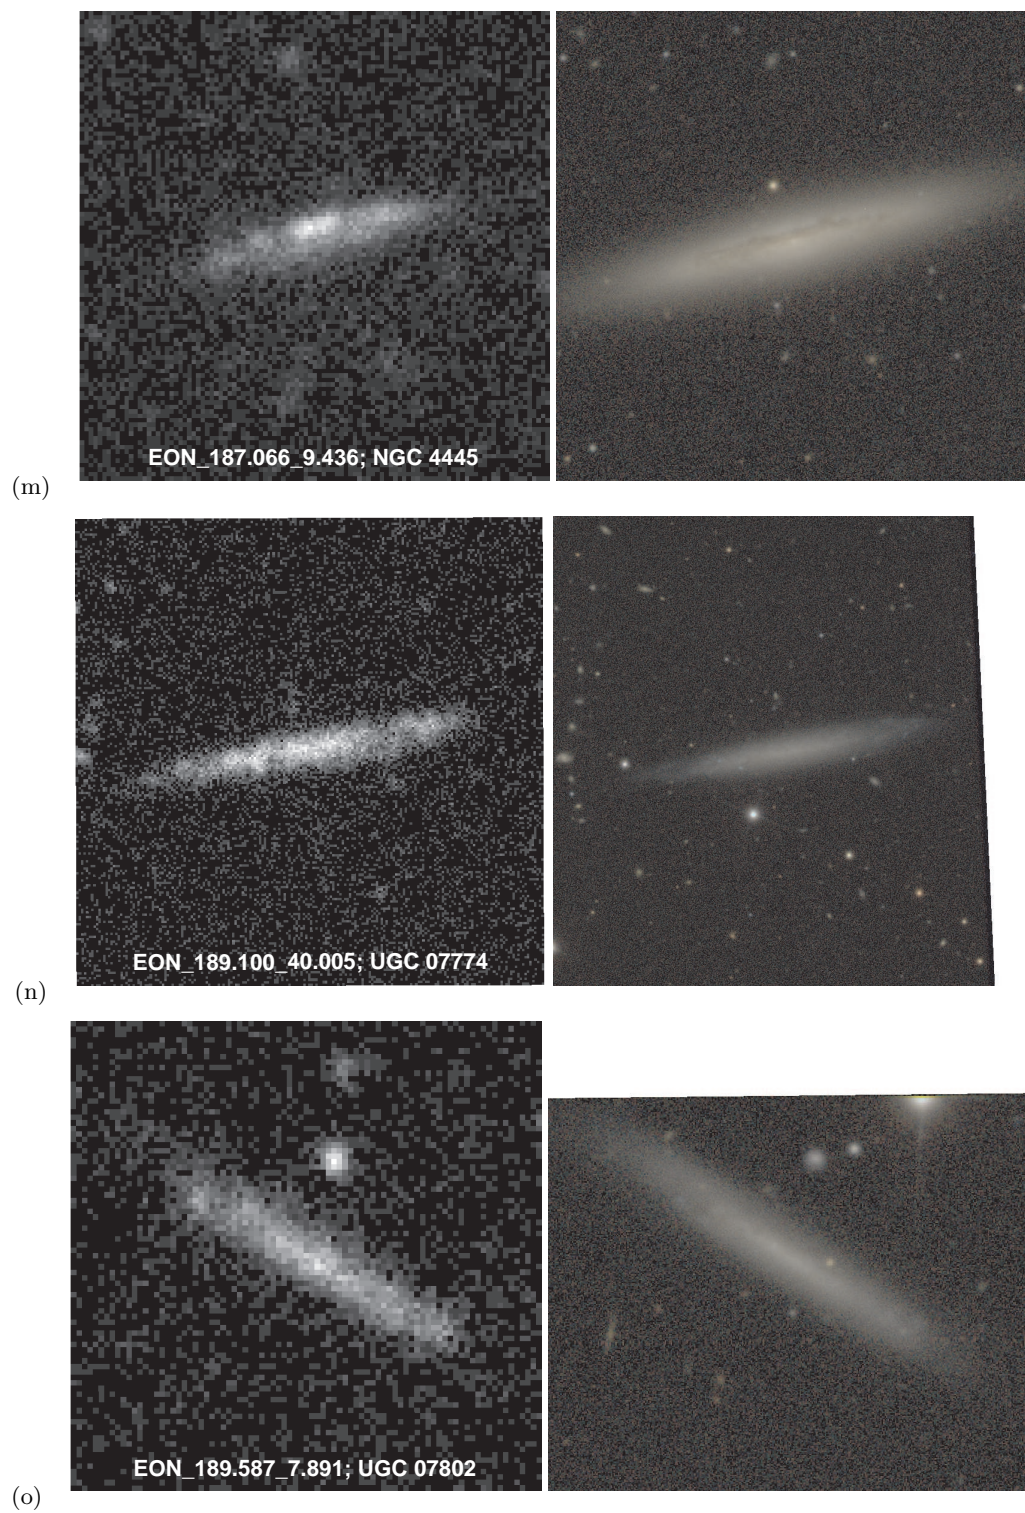 EON_187.066_9.436; NGC 4445
(m)
EON_189.100_40.005; UGC 07774
(n)
EON_189.587_7.891; UGC 07802
(o)